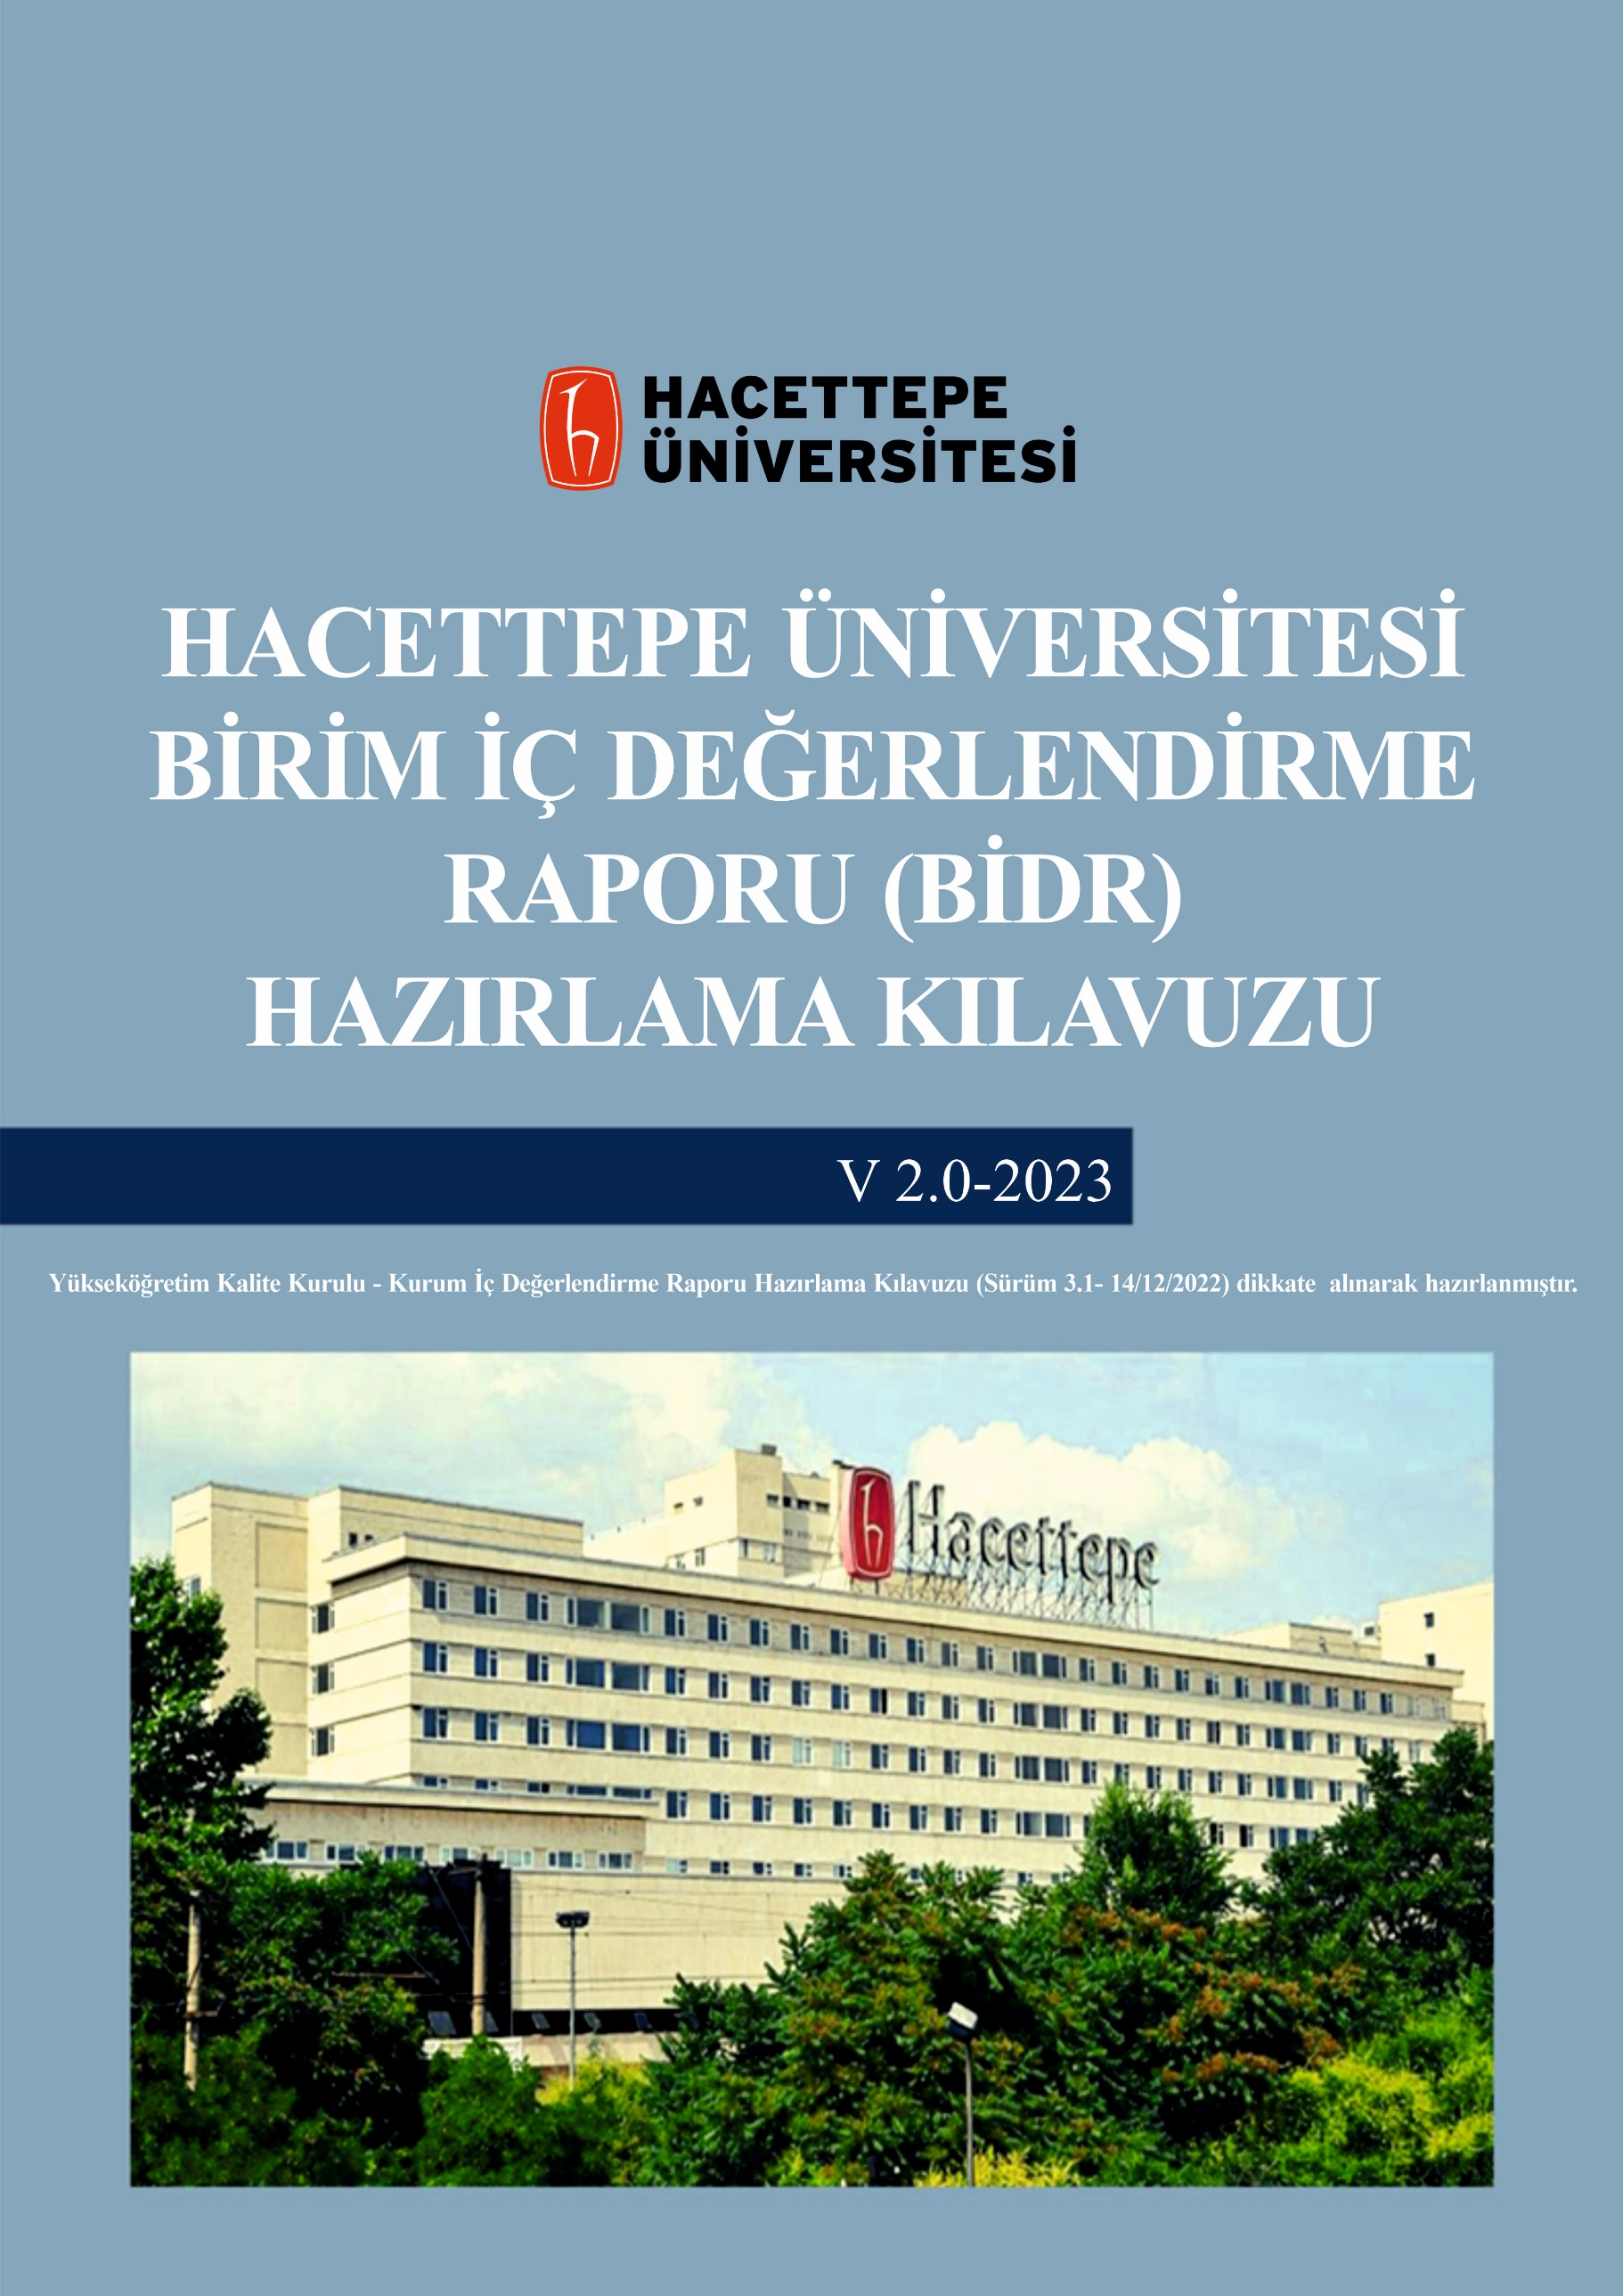 HACETTEPE
ÜNİVERSİTESİ
HACETTEPE ÜNİVERSİTESİ
BİRİM İÇ DEĞERLENDİRME
RAPORU (BİDR)
HAZIRLAMA KILAVUZU
V 2.0-2023
Yükseköğretim Kalite Kurulu - Kurum İç Değerlendirme Raporu Hazırlama Kılavuzu (Sürüm 3.1- 14/12/2022) dikkate alınarak hazırlanmıştır.
Hacettepe